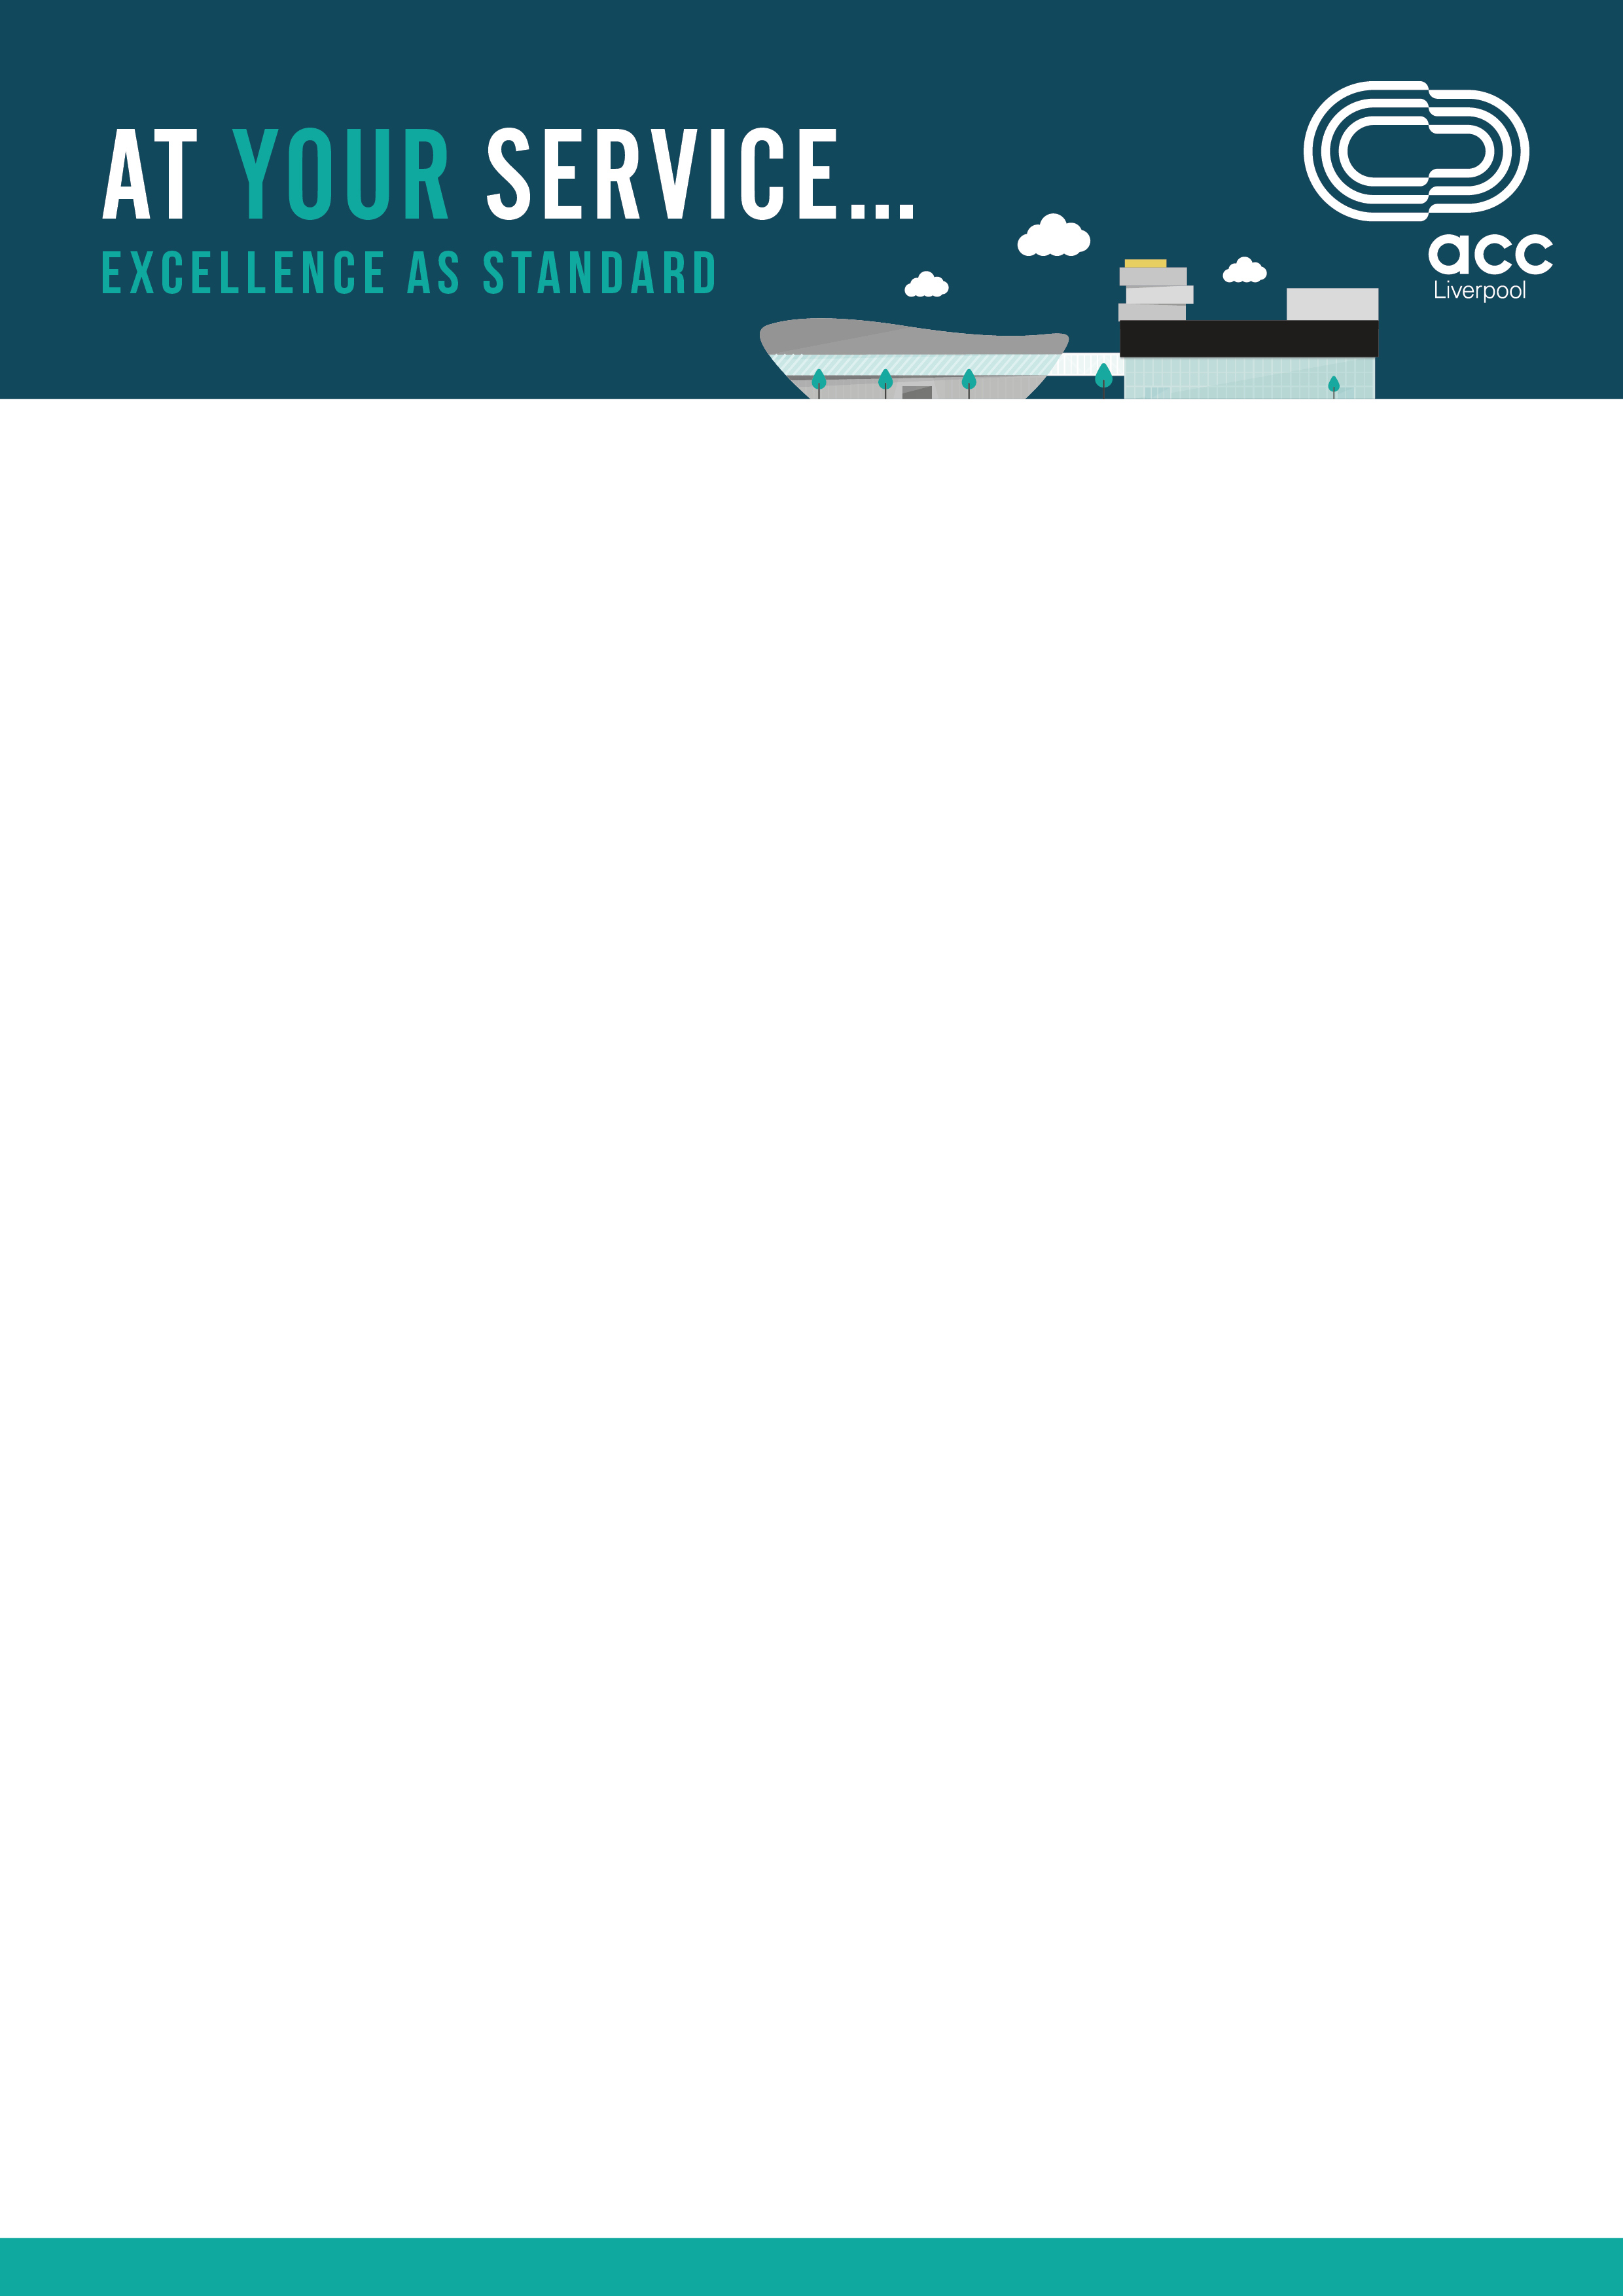 AT YOUR SERVICE...
EXCELLENCE AS STANDARD
acc
Liverpool